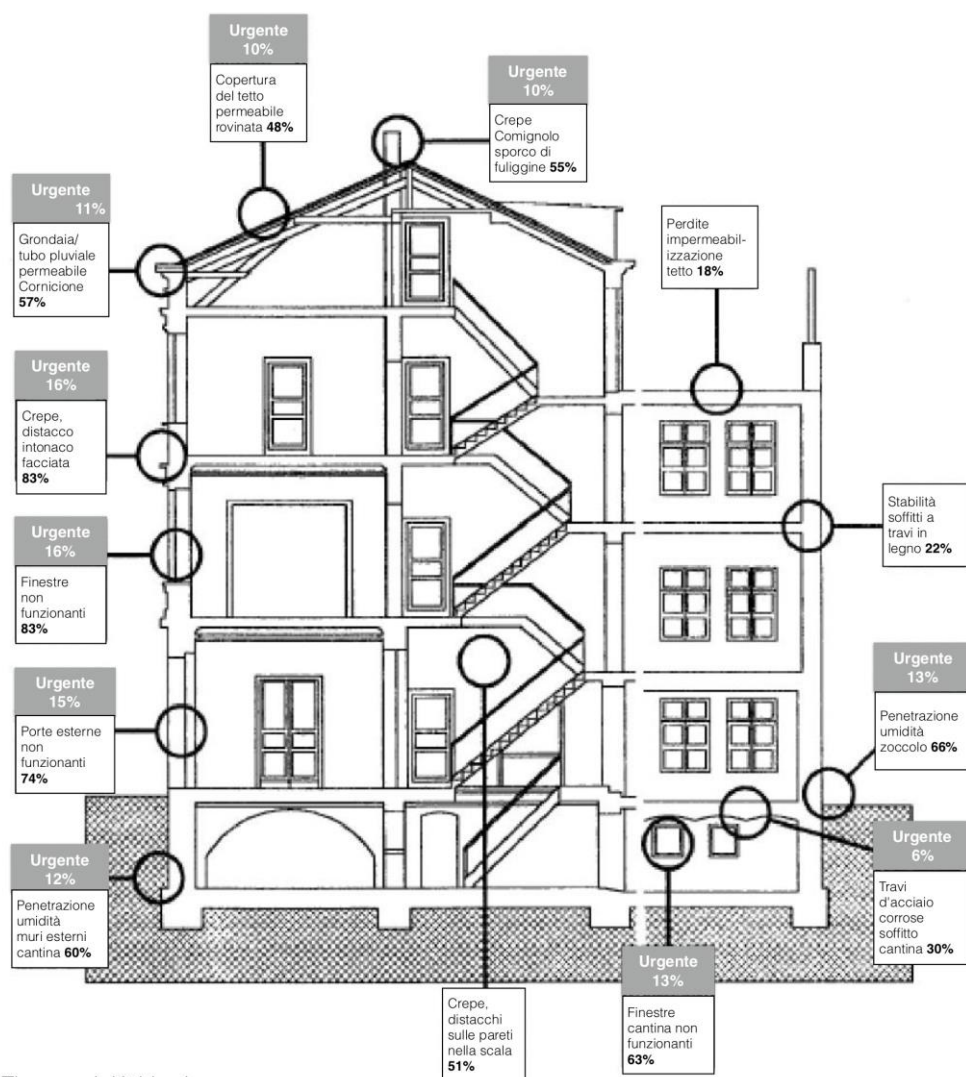 Urgente
10%
Copertura
del tetto
permeabile
rovinata 48%
Urgente
10%
Crepe
Comignolo
sporco di
fuliggine 55%
Urgente
11%
Grondaia/
tubo pluviale
permeabile
Cornicione
57%
Perdite
impermeabil-
izzazione
tetto 18%
Urgente
16%
Crepe,
distacco
intonaco
facciata
83%
Stabilità
soffitti a
travi in
legno 22%
Urgente
16%
Finestre
non
funzionanti
83%
Urgente
15%
Porte esterne
non
funzionanti
74%
Urgente
13%
Penetrazione
umidità
zoccolo 66%
Urgente
12%
Penetrazione
umidità
muri esterni
cantina 60%
Urgente
6%
Travi
d'acciaio
corrose
soffitto
cantina 30%
Crepe,
distacchi
sulle pareti
nella scala
51%
Urgente
13%
Finestre
cantina non
funzionanti
63%